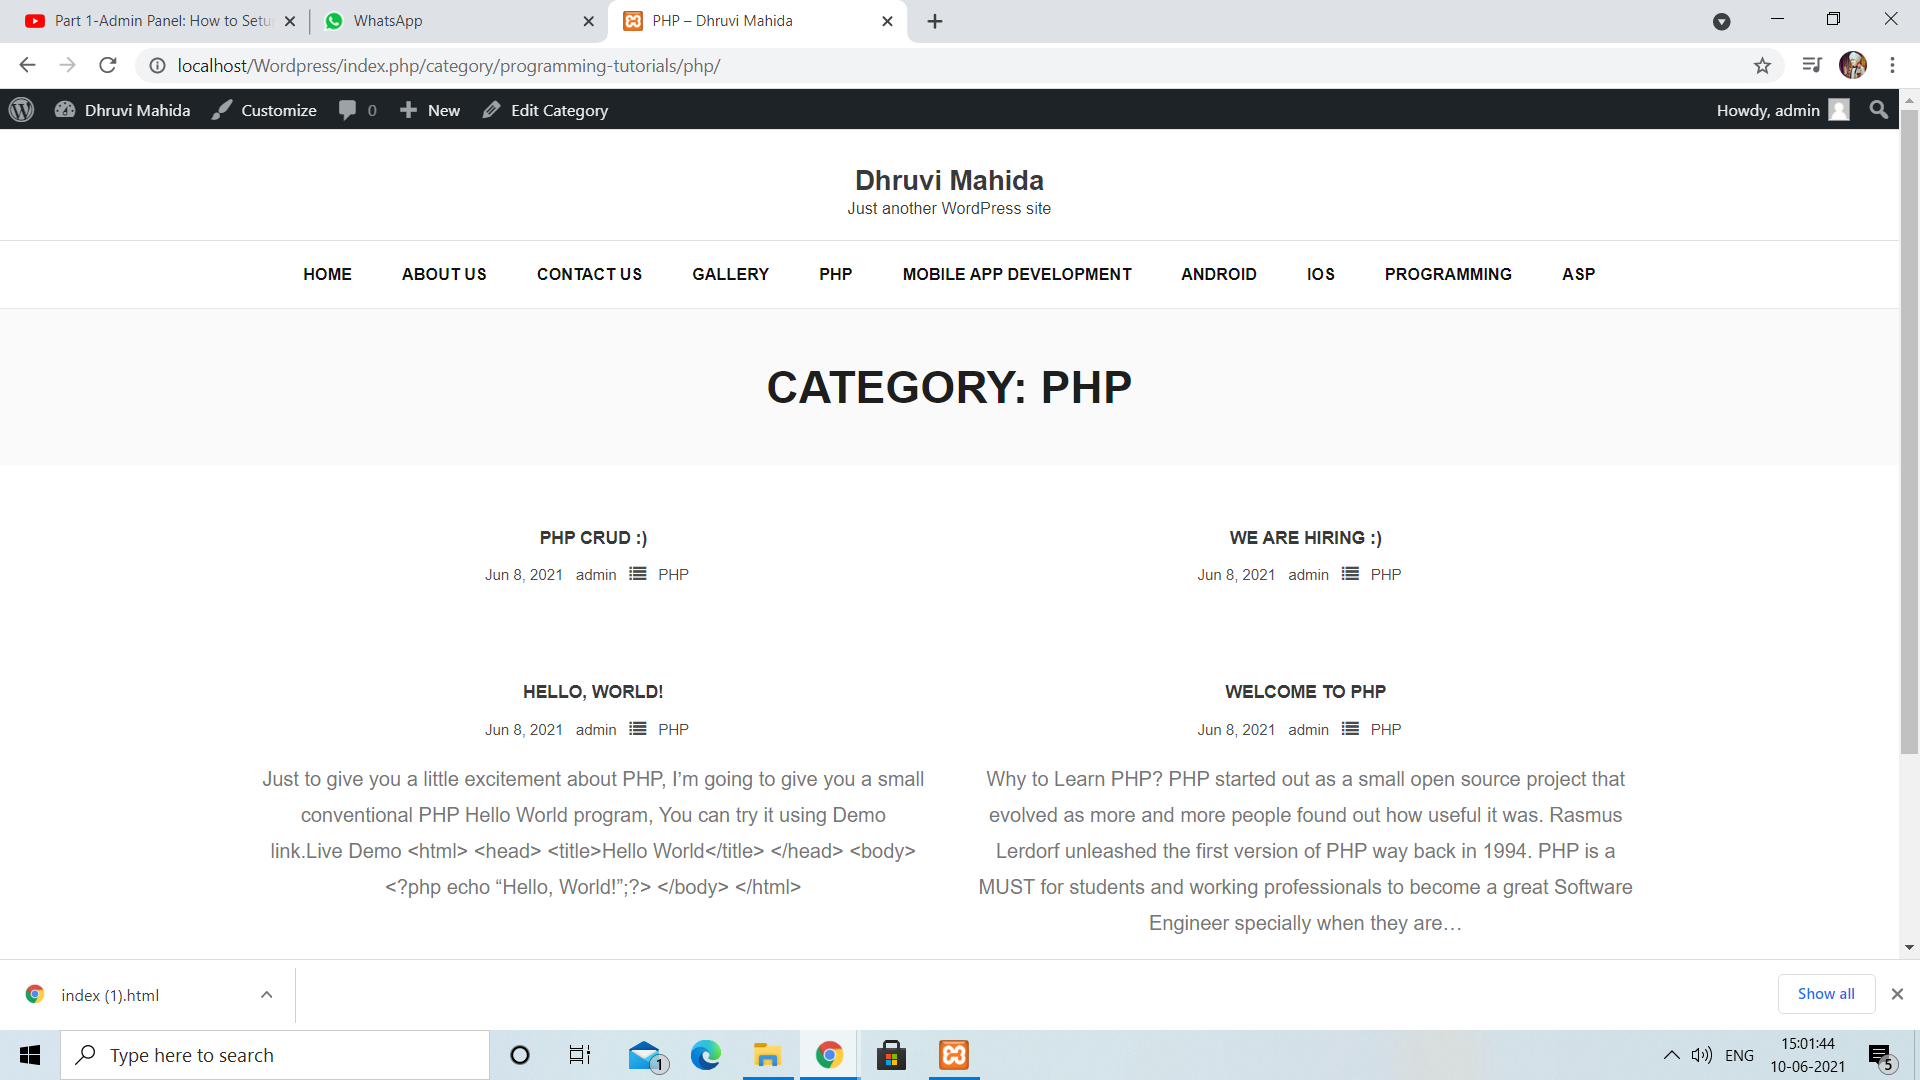 Part 1-Admin Panel: How to Setu
WhatsApp
PHP – Dhruvi Mahida
localhost/Wordpress/index.php/category/programming-tutorials/php/
Dhruvi Mahida Customize 0 New Edit Category Howdy, admin
Dhruvi Mahida
Just another WordPress site
HOME ABOUT US CONTACT US GALLERY PHP MOBILE APP DEVELOPMENT ANDROID IOS PROGRAMMING ASP
CATEGORY: PHP
PHP CRUD :)
Jun 8, 2021 admin PHP
WE ARE HIRING :)
Jun 8, 2021 admin PHP
HELLO, WORLD!
Jun 8, 2021 admin PHP
Just to give you a little excitement about PHP, I’m going to give you a small
conventional PHP Hello World program, You can try it using Demo
link.Live Demo <html> <head> <title>Hello World</title> </head> <body>
<?php echo “Hello, World!”;?> </body> </html>
WELCOME TO PHP
Jun 8, 2021 admin PHP
Why to Learn PHP? PHP started out as a small open source project that
evolved as more and more people found out how useful it was. Rasmus
Lerdorf unleashed the first version of PHP way back in 1994. PHP is a
MUST for students and working professionals to become a great Software
Engineer specially when they are…
index (1).html
Show all
Type here to search
1
ENG
15:01:44
10-06-2021
5